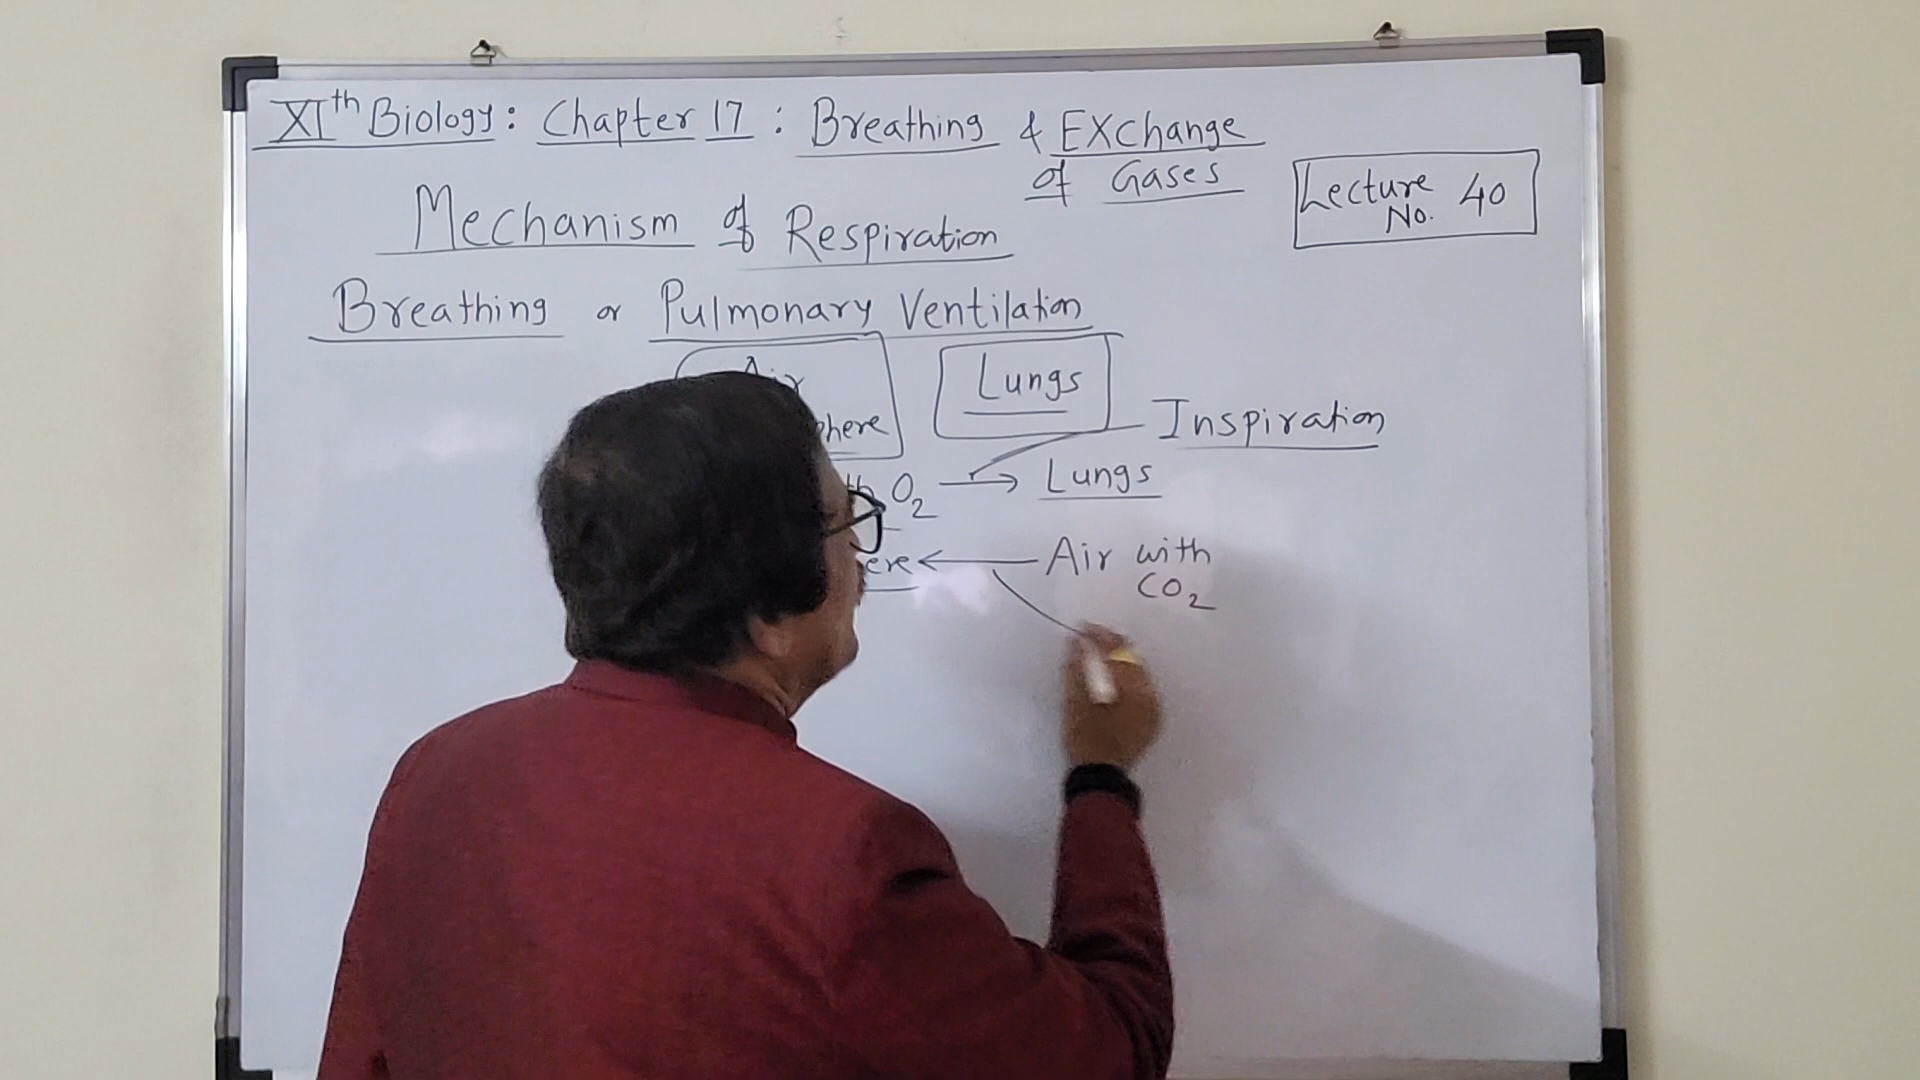 XIth Biology: Chapter 17: Breathing & EXchange
of Gases
Lecture No. 40
Mechanism of Respiration
Breathing or Pulmonary Ventilation
Lungs
Inspiration
O2 → Lungs
← Air with
CO2